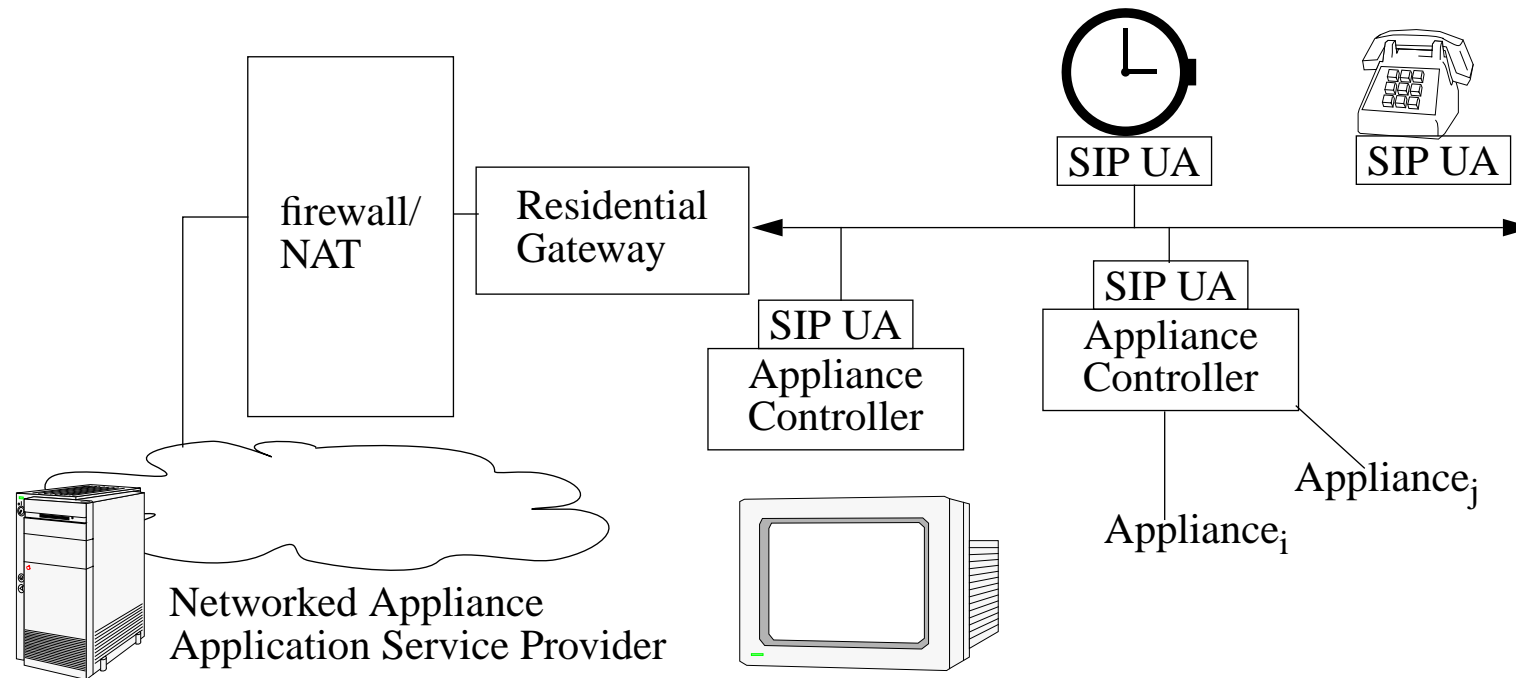 firewall/
NAT
Residential
Gateway
SIP UA
SIP UA
SIP UA
Appliance
Controller
SIP UA
Appliance
Controller
Appliancej
Appliancei
Networked Appliance
Application Service Provider